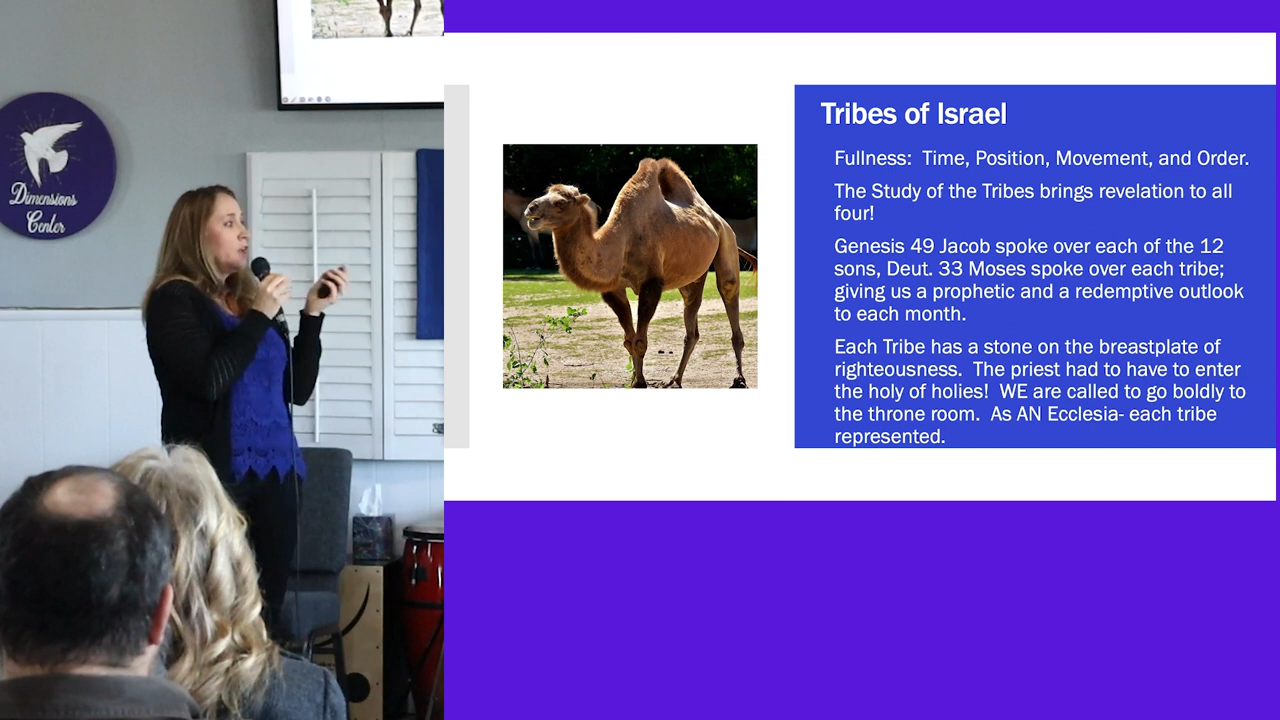 Dimensions
Center
Tribes of Israel
Fullness:  Time, Position, Movement, and Order.
The Study of the Tribes brings revelation to all
four!
Genesis 49 Jacob spoke over each of the 12
sons, Deut. 33 Moses spoke over each tribe;
giving us a prophetic and a redemptive outlook
to each month.
Each Tribe has a stone on the breastplate of
righteousness.  The priest had to have to enter
the holy of holies!  WE are called to go boldly to
the throne room.  As AN Ecclesia- each tribe
represented.